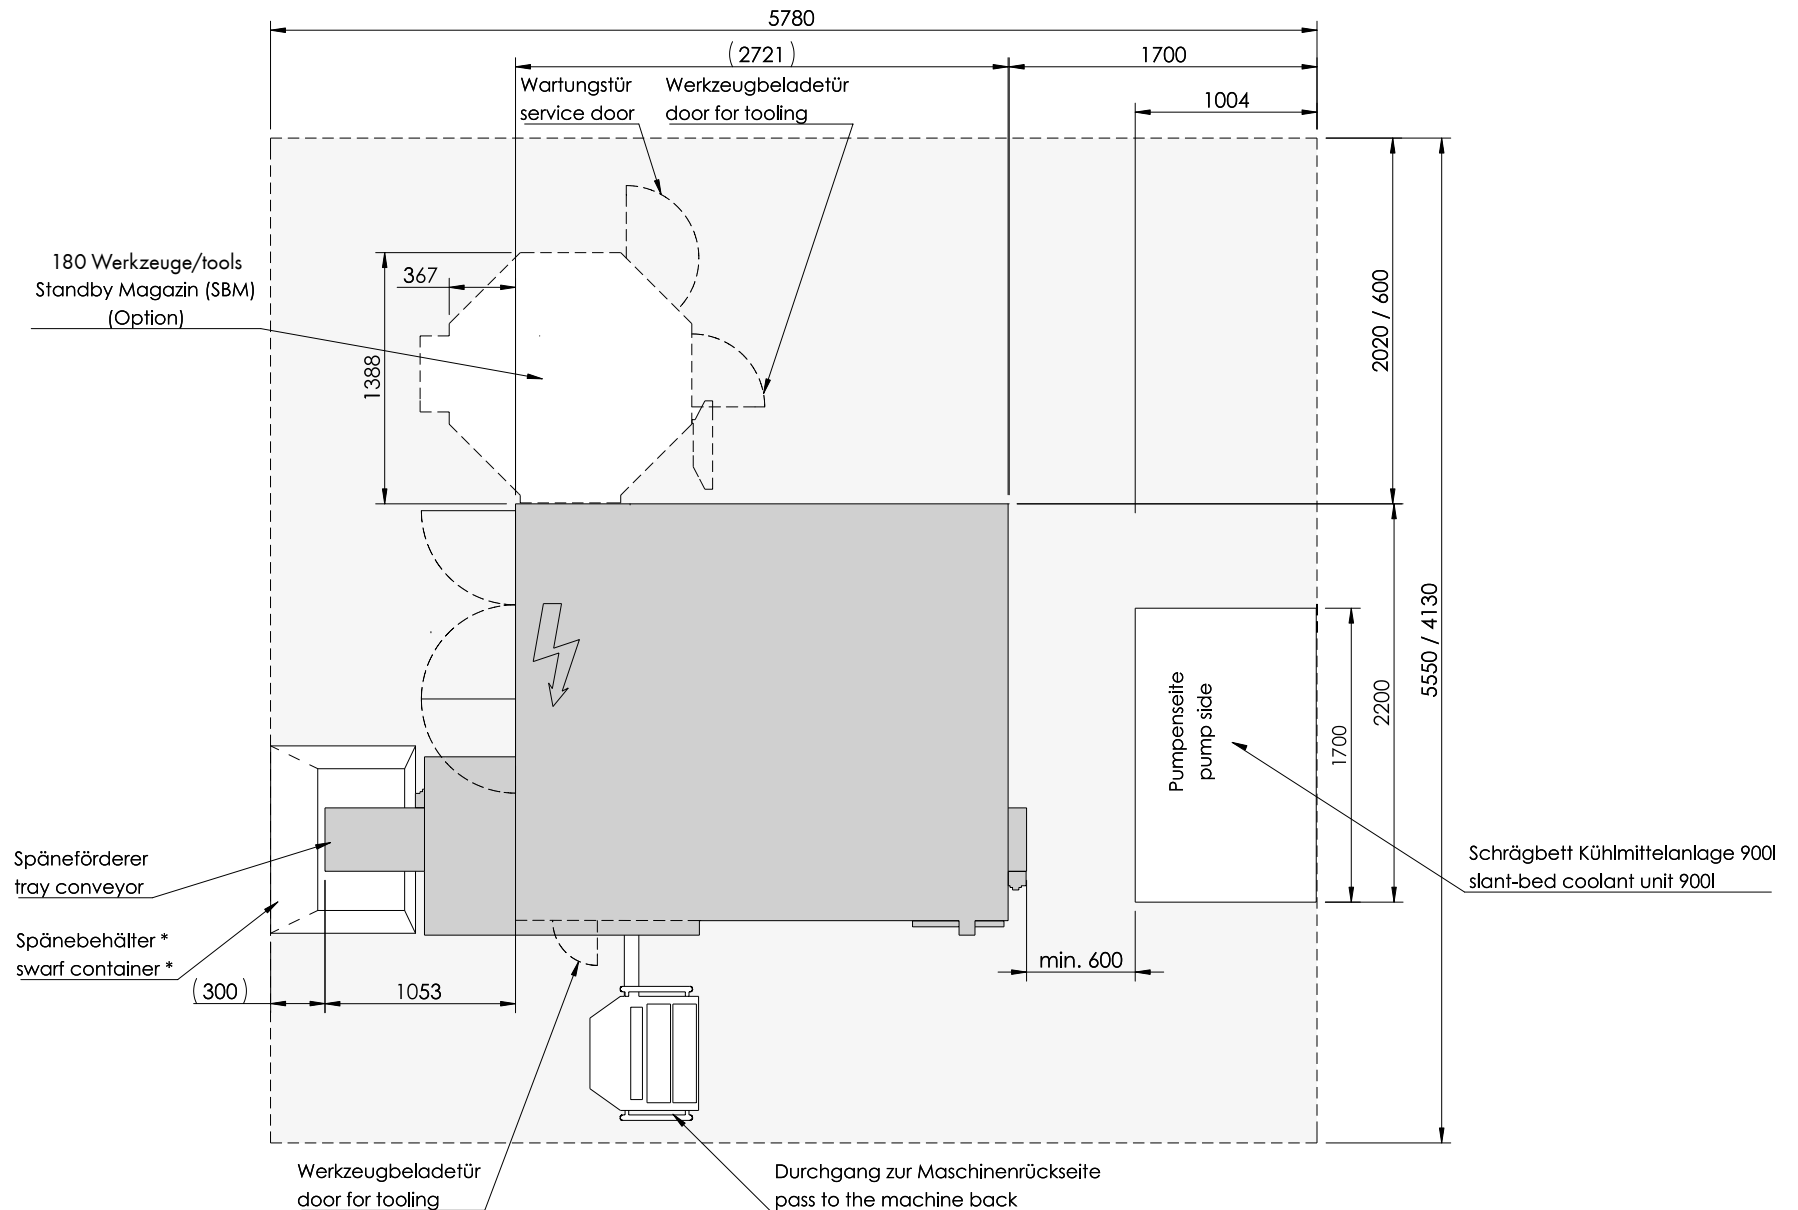 5780
(2721)
1700
Wartungstür
service door
Werkzeugbeladetür
door for tooling
1004
180 Werkzeuge/tools
Standby Magazin (SBM)
(Option)
367
1388
2020 / 600
5550 / 4130
2200
1700
Pumpenseite
pump side
Späneförderer
tray conveyor
Schrägbett Kühlmittelanlage 900l
slant-bed coolant unit 900l
Spänebehälter *
swarf container *
(300)
1053
min. 600
Werkzeugbeladetür
door for tooling
Durchgang zur Maschinenrückseite
pass to the machine back